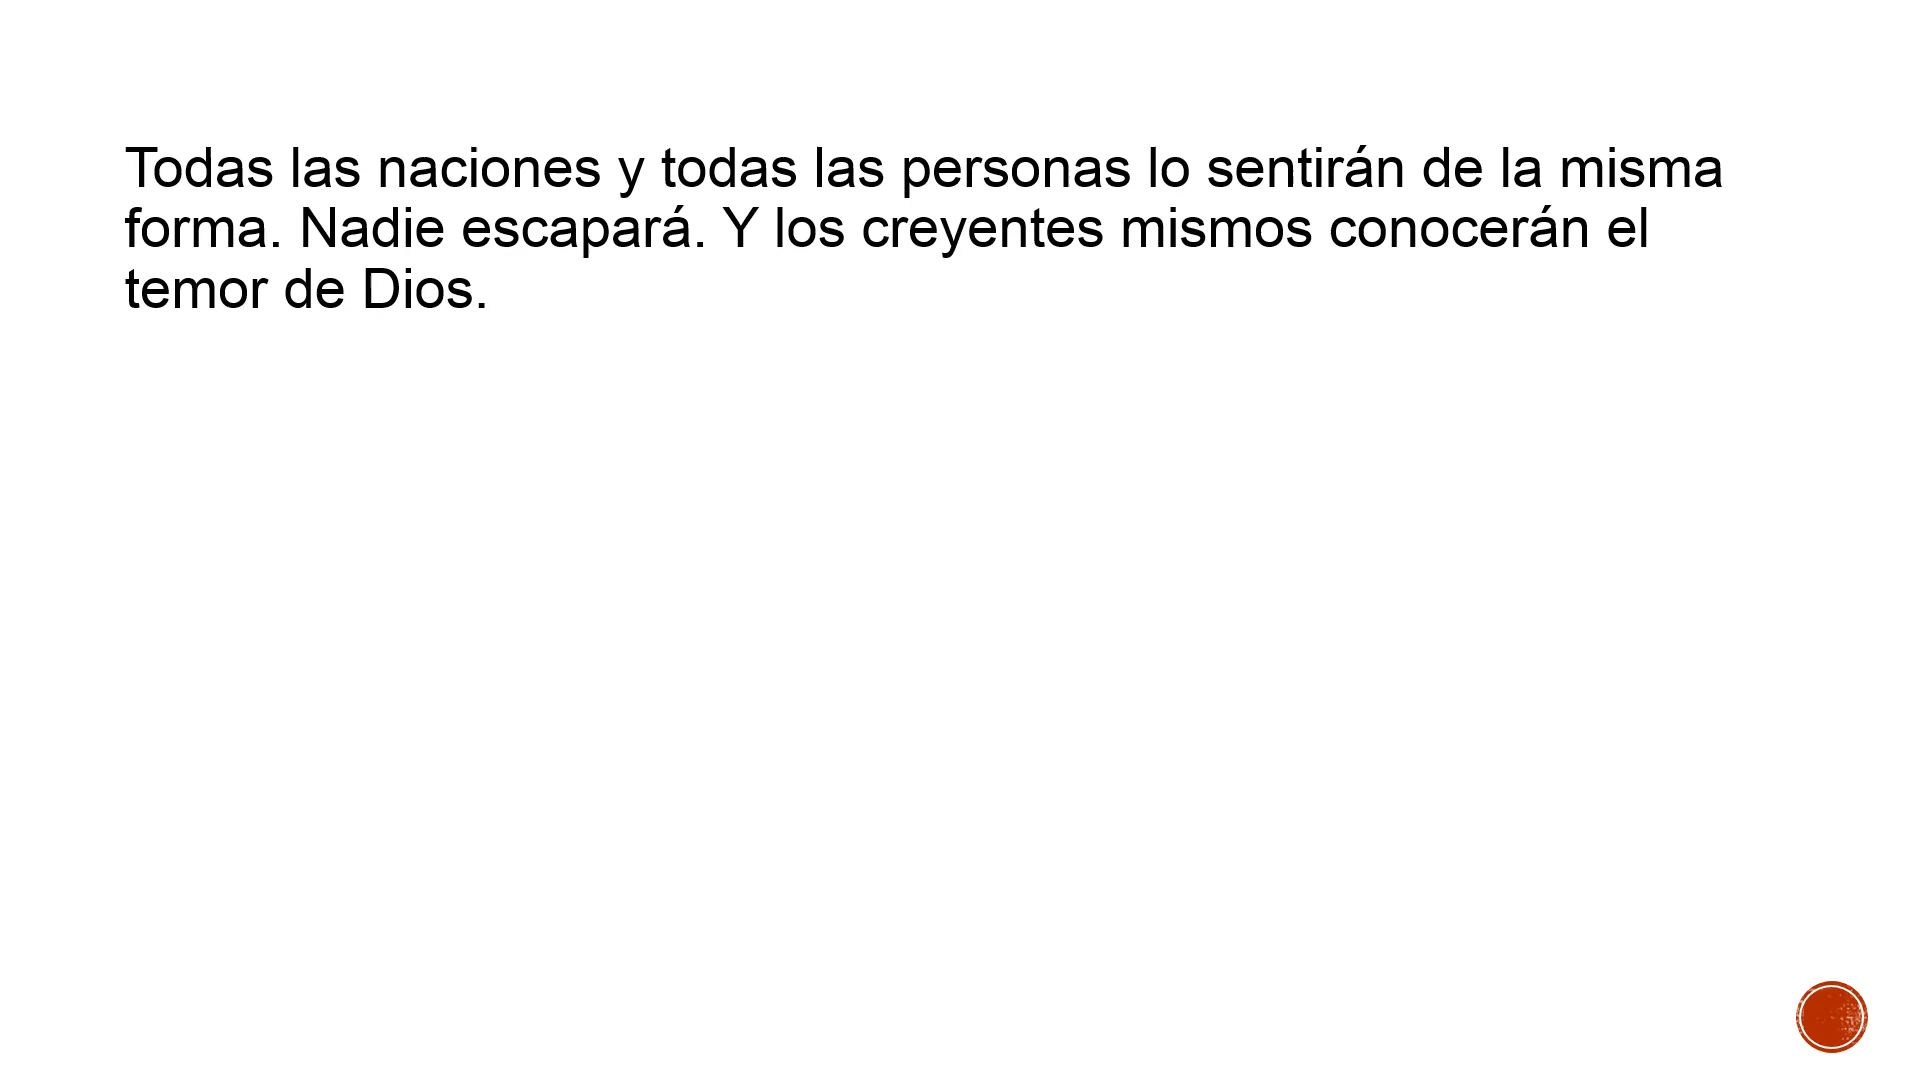 Todas las naciones y todas las personas lo sentirán de la misma
forma. Nadie escapará. Y los creyentes mismos conocerán el
temor de Dios.